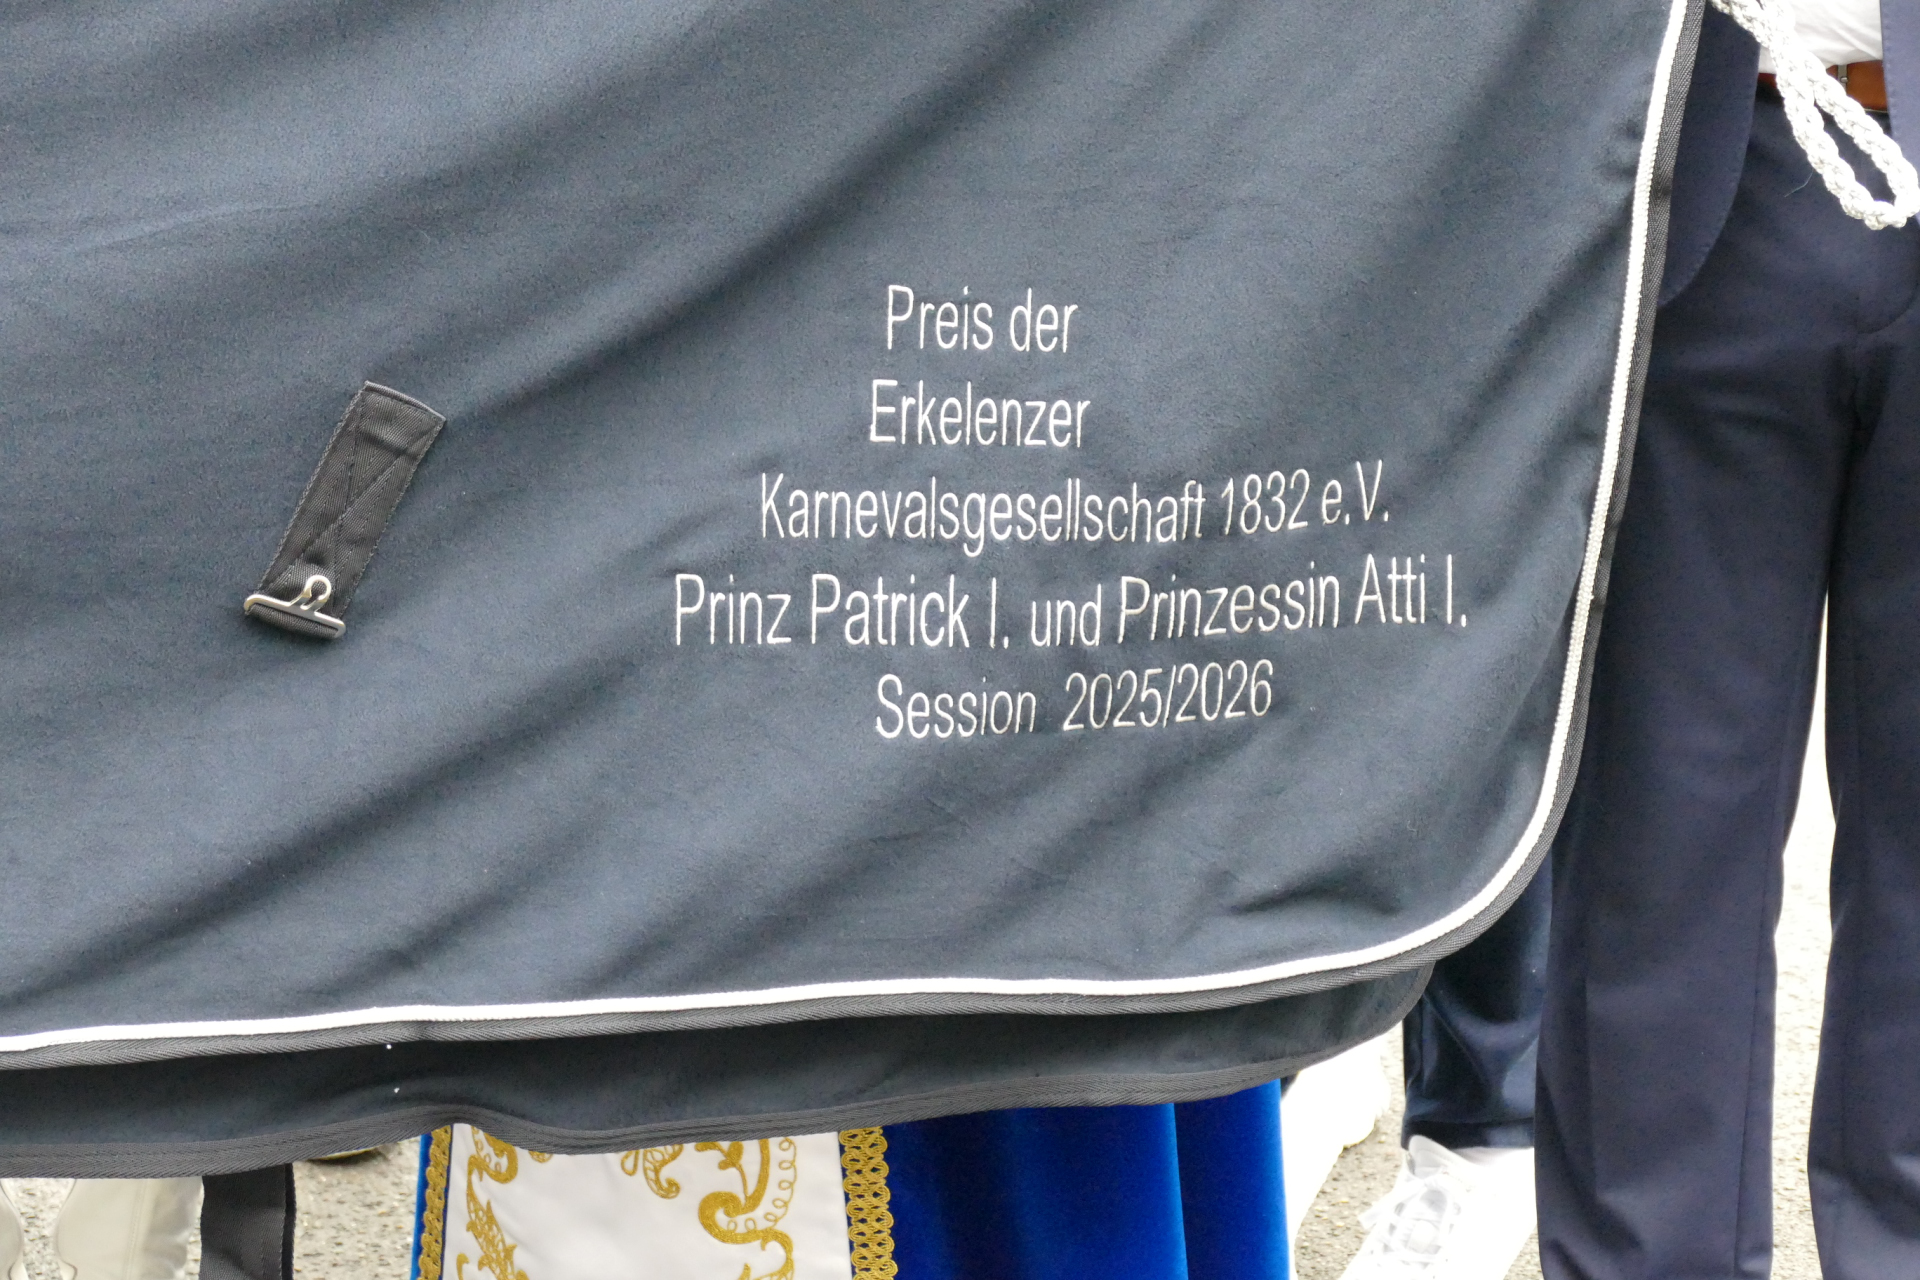 Preis der
Erkelenzer
Karnevalsgesellschaft 1832 e.V.
Prinz Patrick I. und Prinzessin Atti I.
Session 2025/2026